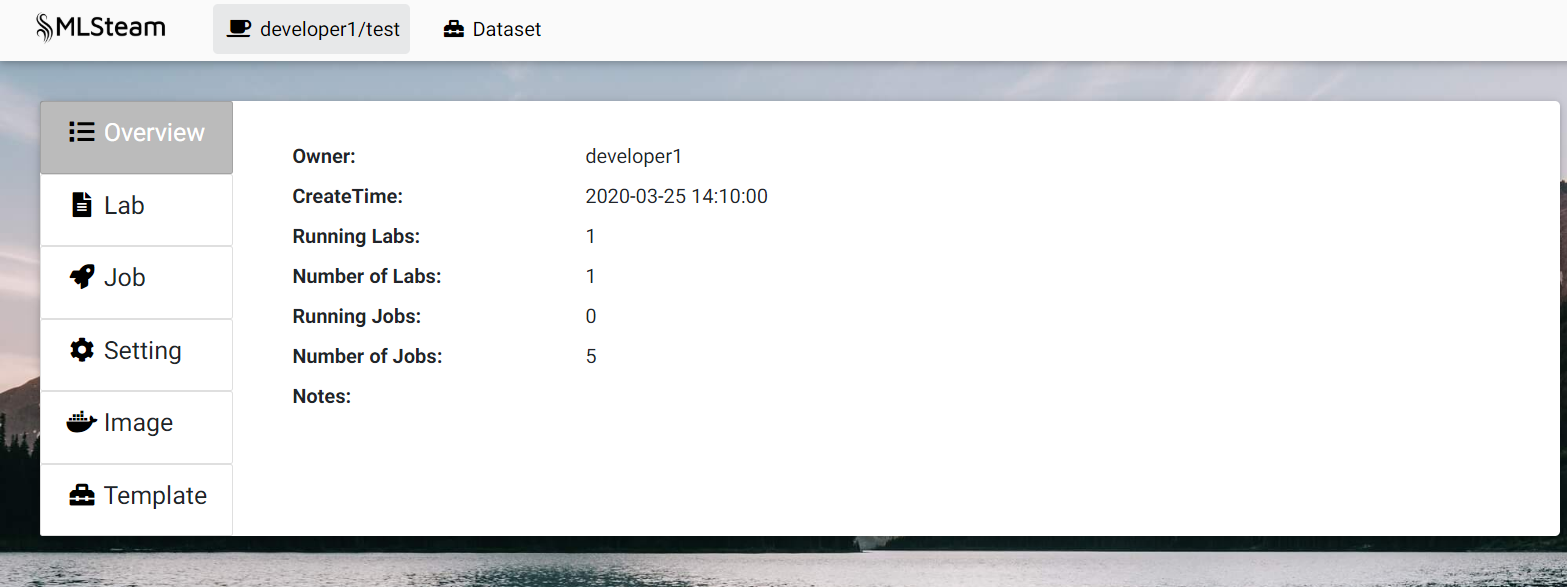 MLSteam developer1/test Dataset
Overview
Lab
Job
Setting
Image
Template
Owner: developer1
CreateTime: 2020-03-25 14:10:00
Running Labs: 1
Number of Labs: 1
Running Jobs: 0
Number of Jobs: 5
Notes: